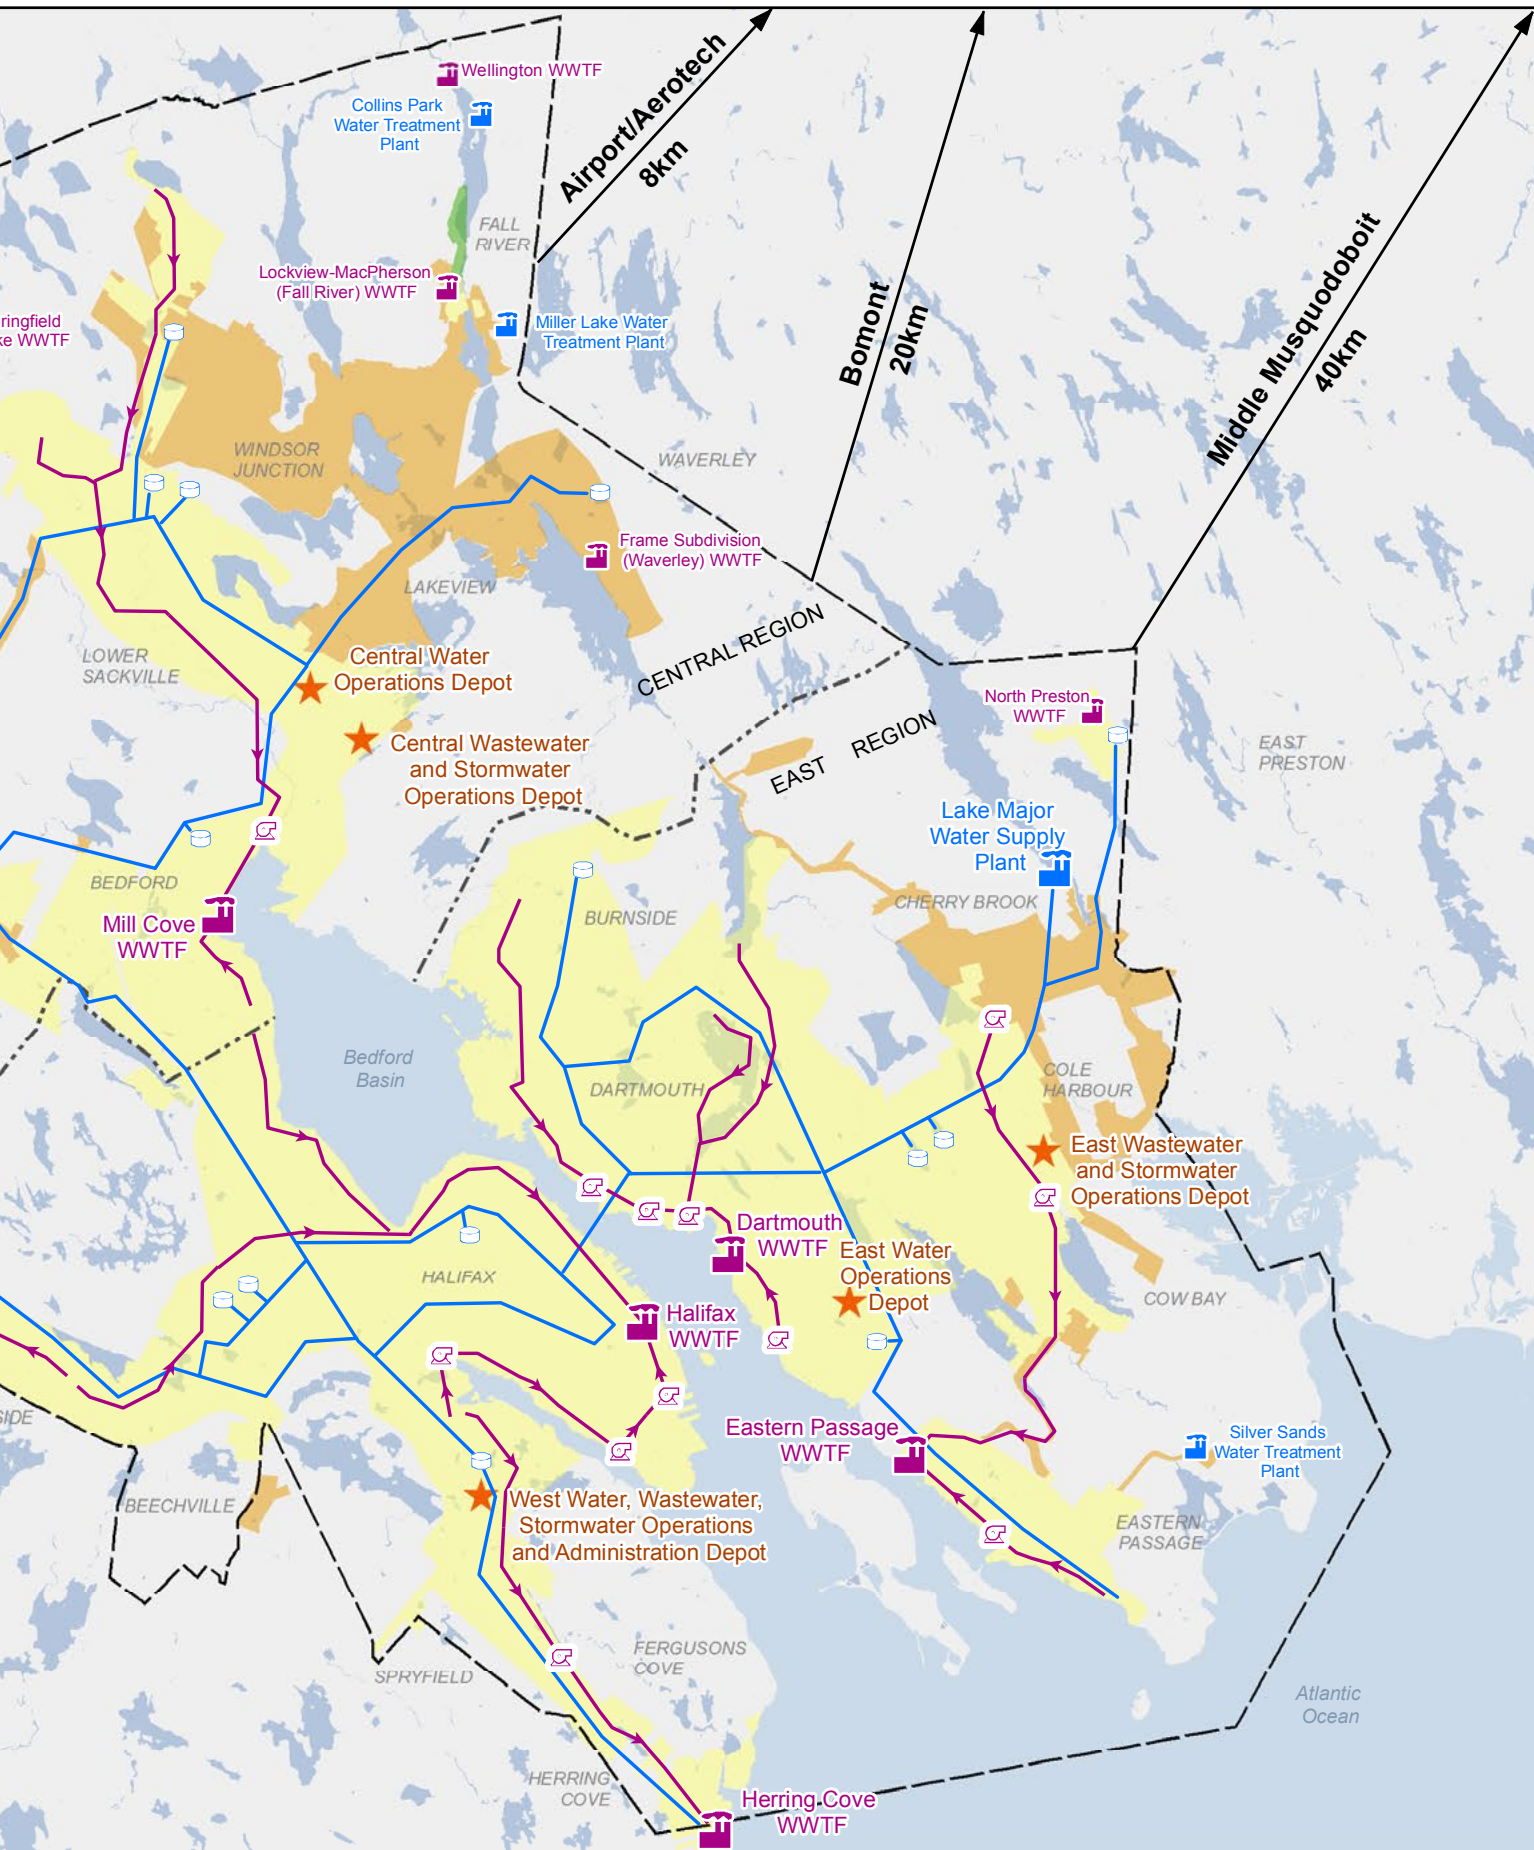 Wellington WWTF
Collins Park
Water Treatment
Plant
Airport/Aerotech
8km
FALL
RIVER
Lockview-MacPherson
(Fall River) WWTF
ringfield
ke WWTF
Miller Lake Water
Treatment Plant
Bomont
20km
Middle Musquodoboit
40km
WINDSOR
JUNCTION
WAVERLEY
Frame Subdivision
(Waverley) WWTF
LAKEVIEW
CENTRAL REGION
LOWER
SACKVILLE
Central Water
Operations Depot
North Preston
WWTF
EAST REGION
EAST
PRESTON
Central Wastewater
and Stormwater
Operations Depot
Lake Major
Water Supply
Plant
BEDFORD
Mill Cove
WWTF
BURNSIDE
CHERRY BROOK
Bedford
Basin
DARTMOUTH
COLE
HARBOUR
East Wastewater
and Stormwater
Operations Depot
Dartmouth
WWTF
East Water
Operations
Depot
HALIFAX
COW BAY
Halifax
WWTF
SIDE
Eastern Passage
WWTF
Silver Sands
Water Treatment
Plant
BEECHVILLE
West Water, Wastewater,
Stormwater Operations
and Administration Depot
EASTERN
PASSAGE
FERGUSONS
COVE
SPRYFIELD
Atlantic
Ocean
HERRING
COVE
Herring Cove
WWTF